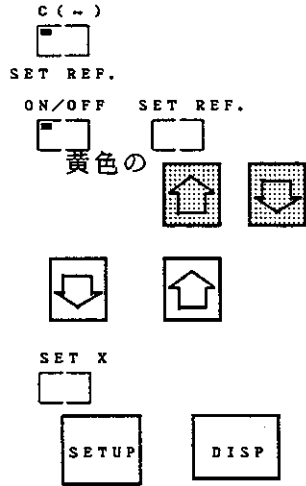 C(~)
SET REF.
ON/OFF SET REF.
黄色の
SET X
SETUP DISP